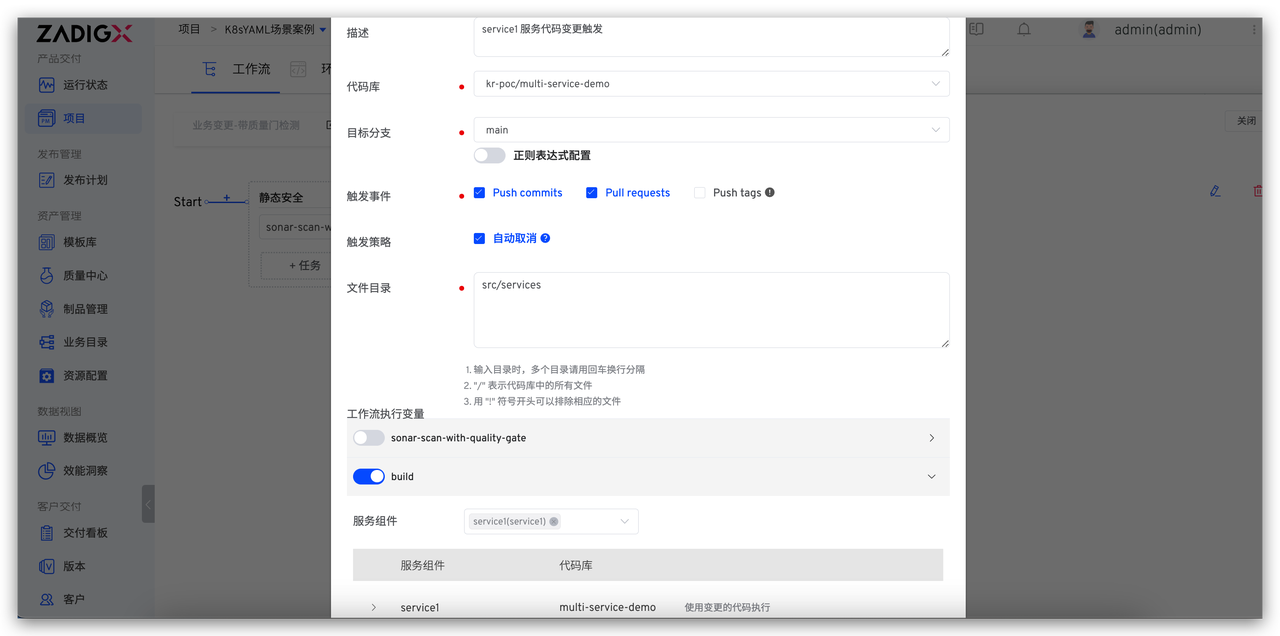 ZADIGX
产品交付
运行状态
项目
发布管理
发布计划
资产管理
模板库
质量中心
制品管理
业务目录
资源配置
数据视图
数据概览
效能洞察
客户交付
交付看板
版本
客户
项目 > K8sYAML场景案例
工作流
环
业务变更-带质量门检测
Start
静态安全
sonar-scan-w
+ 任务
admin(admin)
关闭
描述
service1 服务代码变更触发
代码库
kr-poc/multi-service-demo
目标分支
main
正则表达式配置
触发事件
Push commits
Pull requests
Push tags
触发策略
自动取消
文件目录
src/services
1. 输入目录时，多个目录请用回车换行分隔
2. "/" 表示代码库中的所有文件
3. 用 "!" 符号开头可以排除相应的文件
工作流执行变量
sonar-scan-with-quality-gate
build
服务组件
service1(service1)
服务组件 代码库
service1 multi-service-demo 使用变更的代码执行